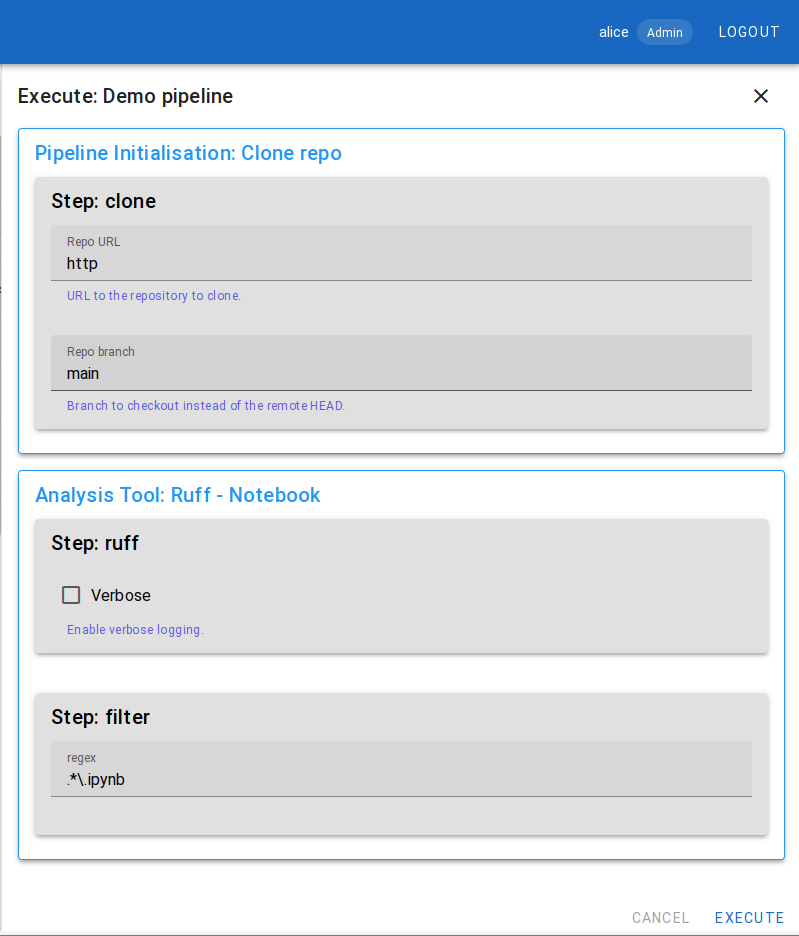 alice Admin LOGOUT
Execute: Demo pipeline
Pipeline Initialisation: Clone repo
Step: clone
Repo URL
http
URL to the repository to clone.
Repo branch
main
Branch to checkout instead of the remote HEAD.
Analysis Tool: Ruff - Notebook
Step: ruff
Verbose
Enable verbose logging.
Step: filter
regex
.*\.ipynb
CANCEL EXECUTE